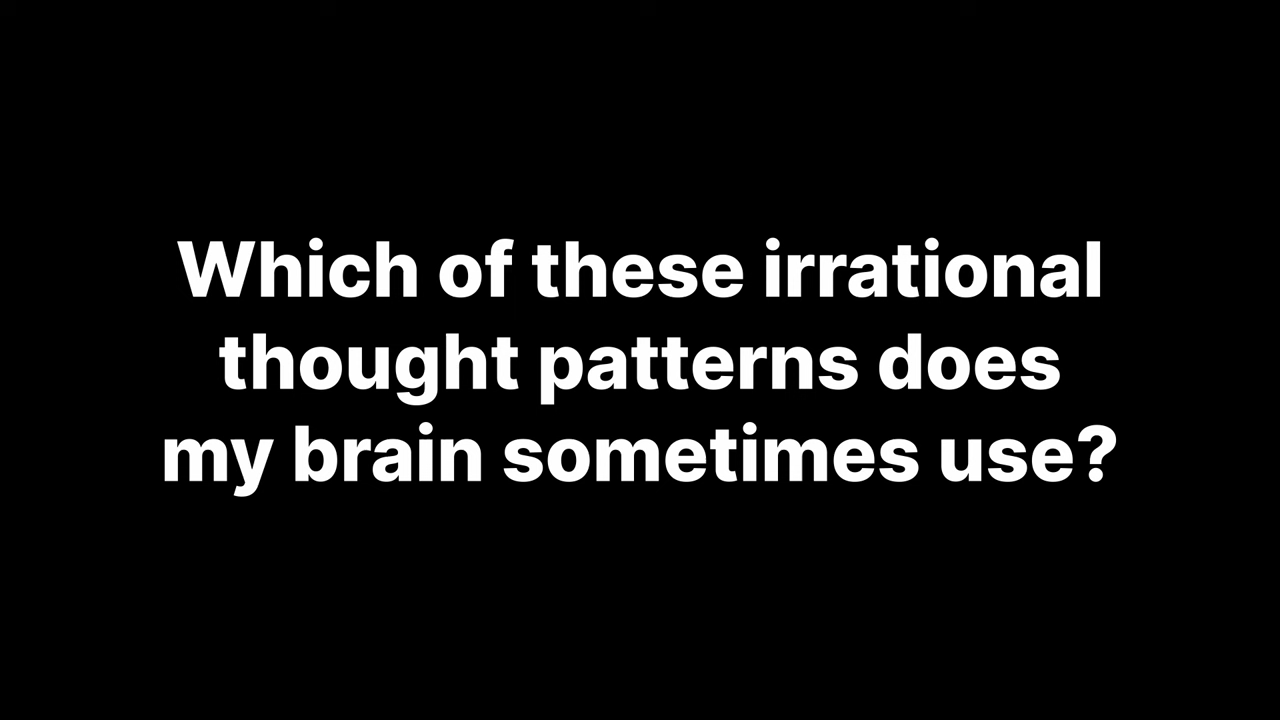 Which of these irrational
thought patterns does
my brain sometimes use?